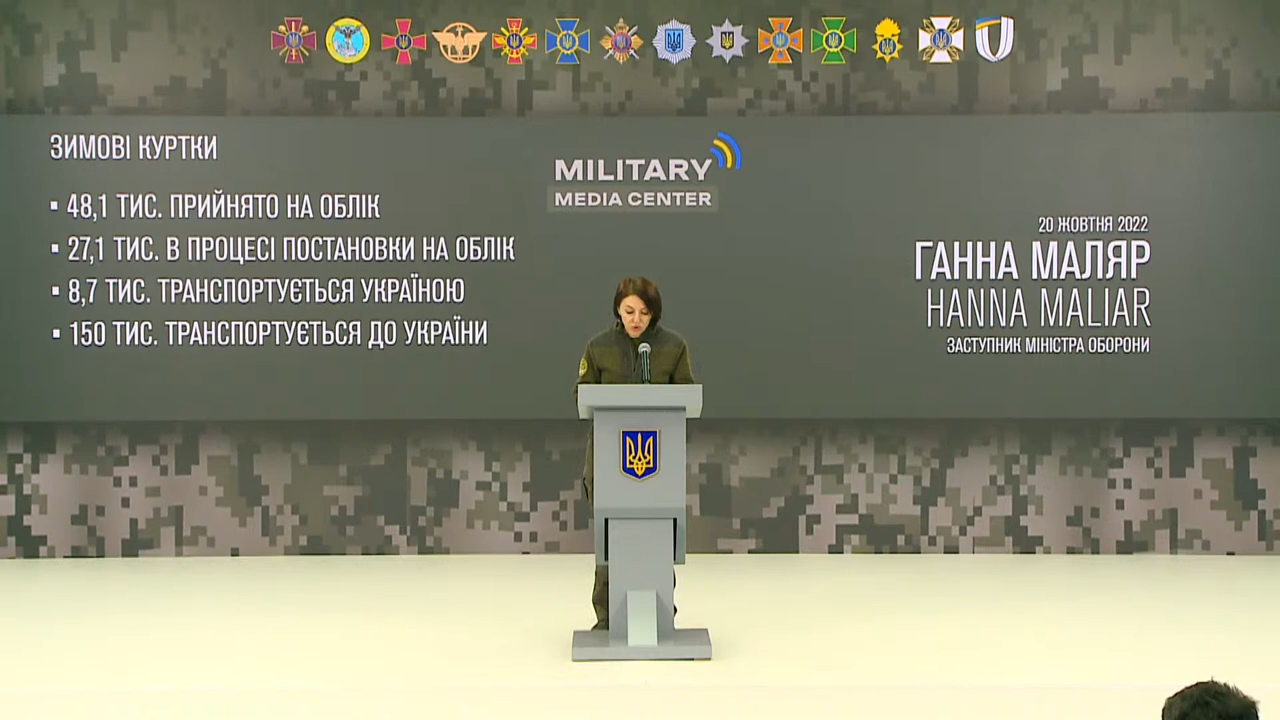 ЗИМОВІ КУРТКИ
▪ 48,1 ТИС. ПРИЙНЯТО НА ОБЛІК
▪ 27,1 ТИС. В ПРОЦЕСІ ПОСТАНОВКИ НА ОБЛІК
▪ 8,7 ТИС. ТРАНСПОРТУЄТЬСЯ УКРАЇНОЮ
▪ 150 ТИС. ТРАНСПОРТУЄТЬСЯ ДО УКРАЇНИ
MILITARY
MEDIA CENTER
20 ЖОВТНЯ 2022
ГАННА МАЛЯР
HANNA MALIAR
ЗАСТУПНИК МІНІСТРА ОБОРОНИ